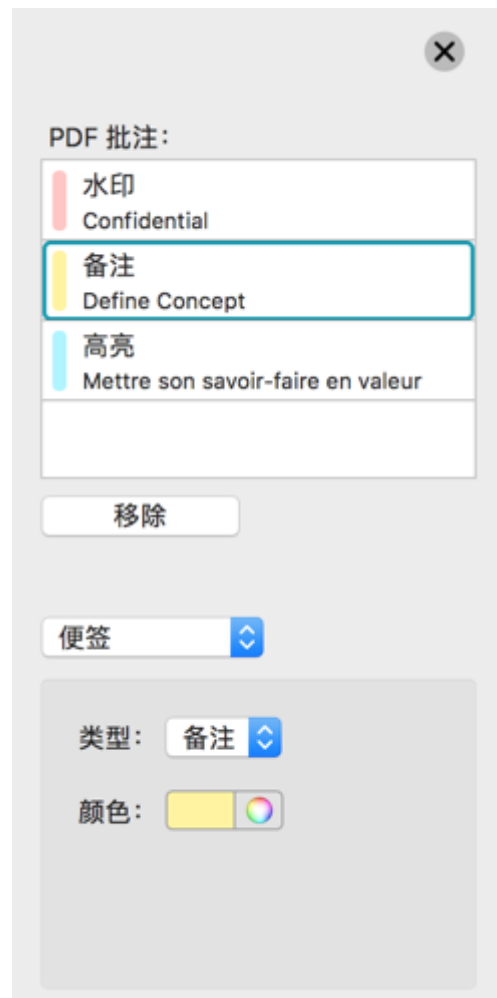 PDF 批注：
水印
Confidential
备注
Define Concept
高亮
Mettre son savoir-faire en valeur
移除
便签
类型： 备注
颜色：